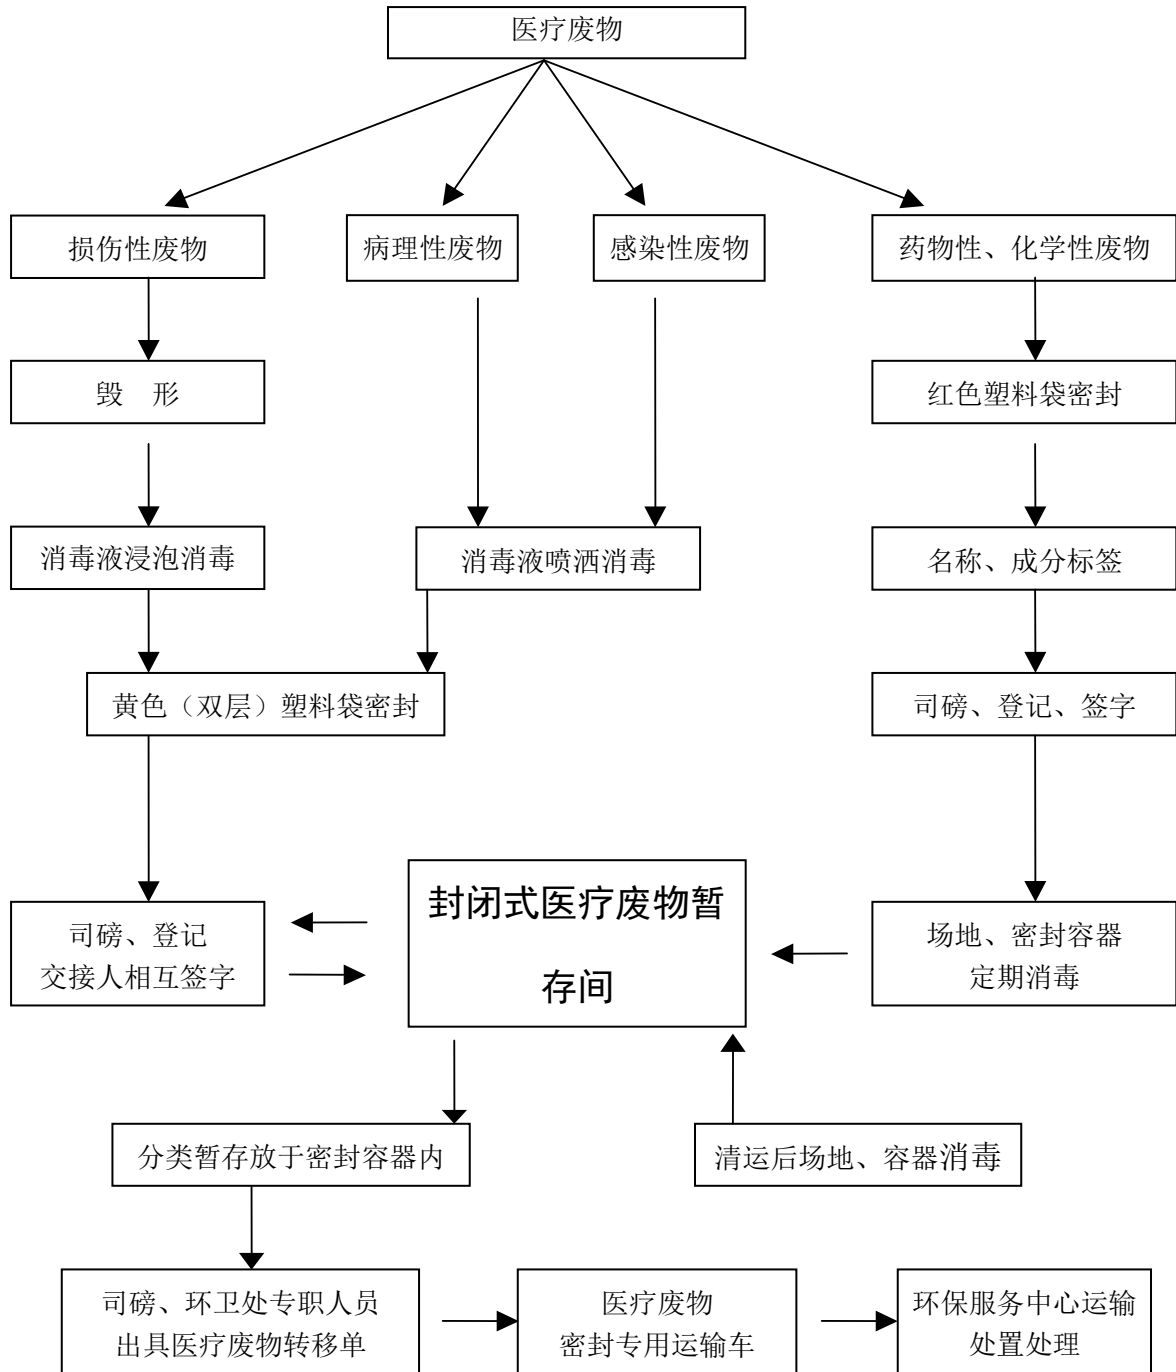 医疗废物
损伤性废物
病理性废物
感染性废物
药物性、化学性废物
毁 形
红色塑料袋密封
消毒液浸泡消毒
消毒液喷洒消毒
名称、成分标签
黄色（双层）塑料袋密封
司磅、登记、签字
司磅、登记
交接人相互签字
封闭式医疗废物暂
存间
场地、密封容器
定期消毒
分类暂存放于密封容器内
清运后场地、容器消毒
司磅、环卫处专职人员
出具医疗废物转移单
医疗废物
密封专用运输车
环保服务中心运输
处置处理